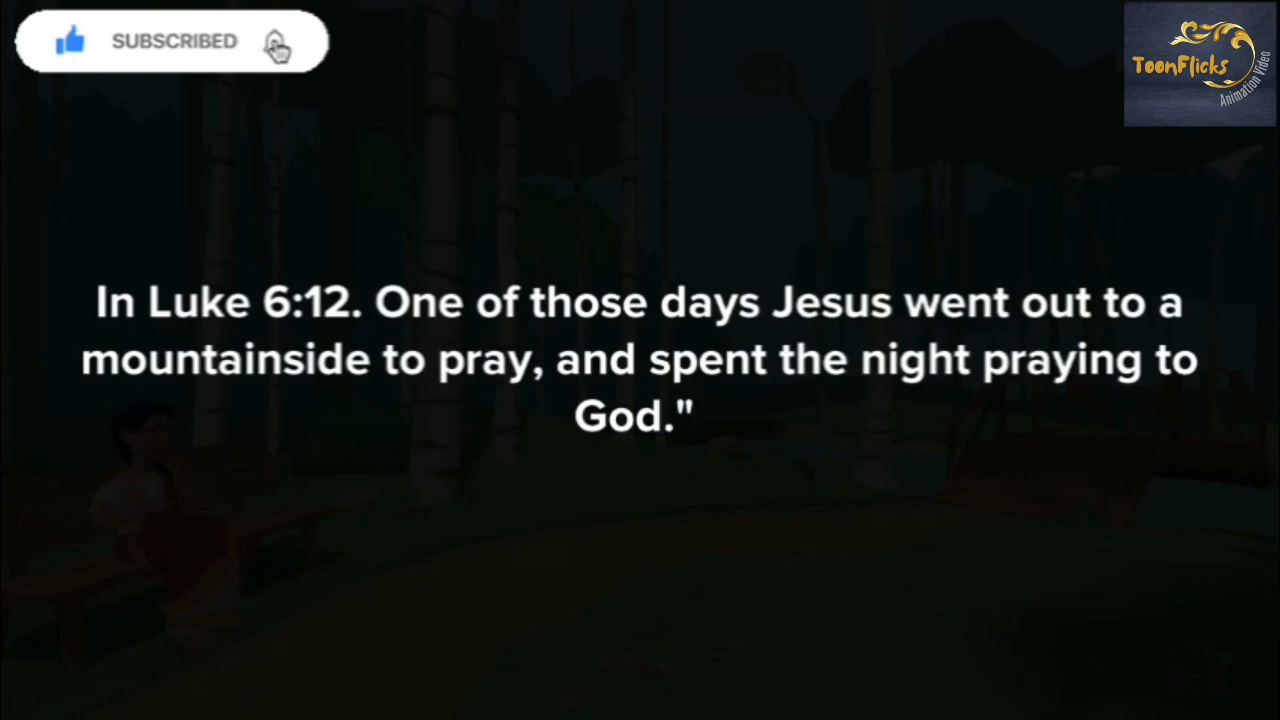 SUBSCRIBED
ToonFlicks
Animation Video
In Luke 6:12. One of those days Jesus went out to a
mountainside to pray, and spent the night praying to
God."